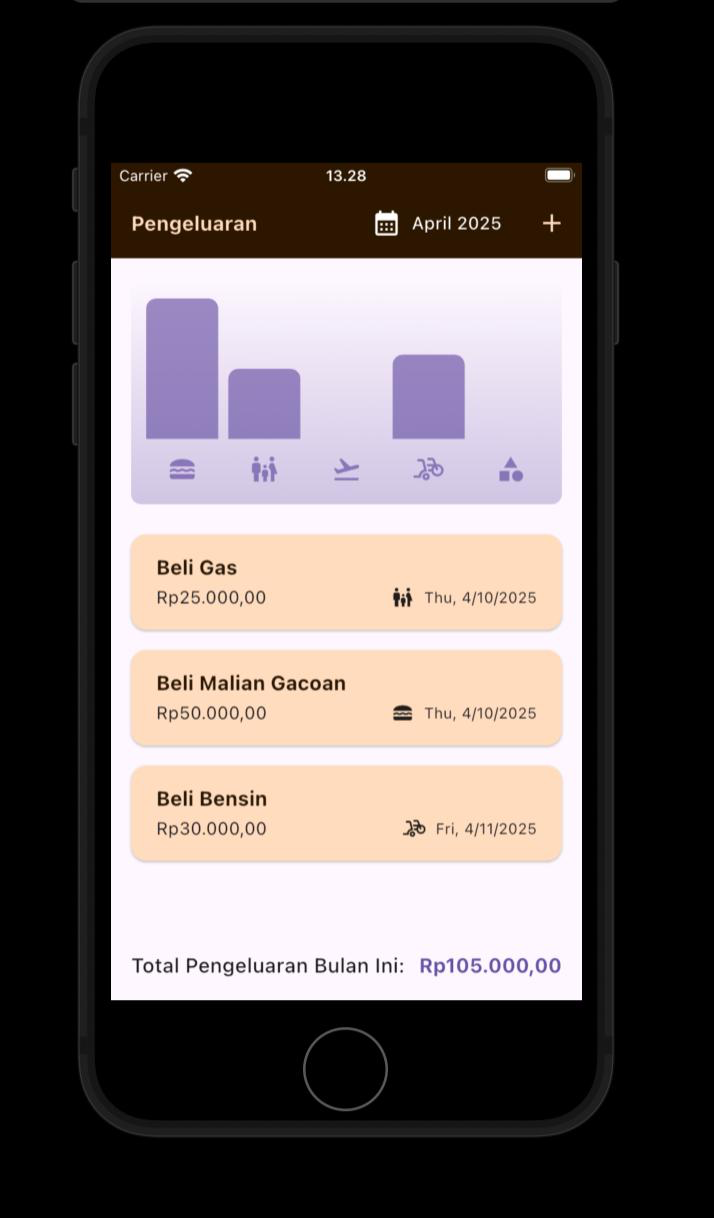 Carrier 13.28
Pengeluaran April 2025 +
Beli Gas
Rp25.000,00 Thu, 4/10/2025
Beli Malian Gacoan
Rp50.000,00 Thu, 4/10/2025
Beli Bensin
Rp30.000,00 Fri, 4/11/2025
Total Pengeluaran Bulan Ini: Rp105.000,00